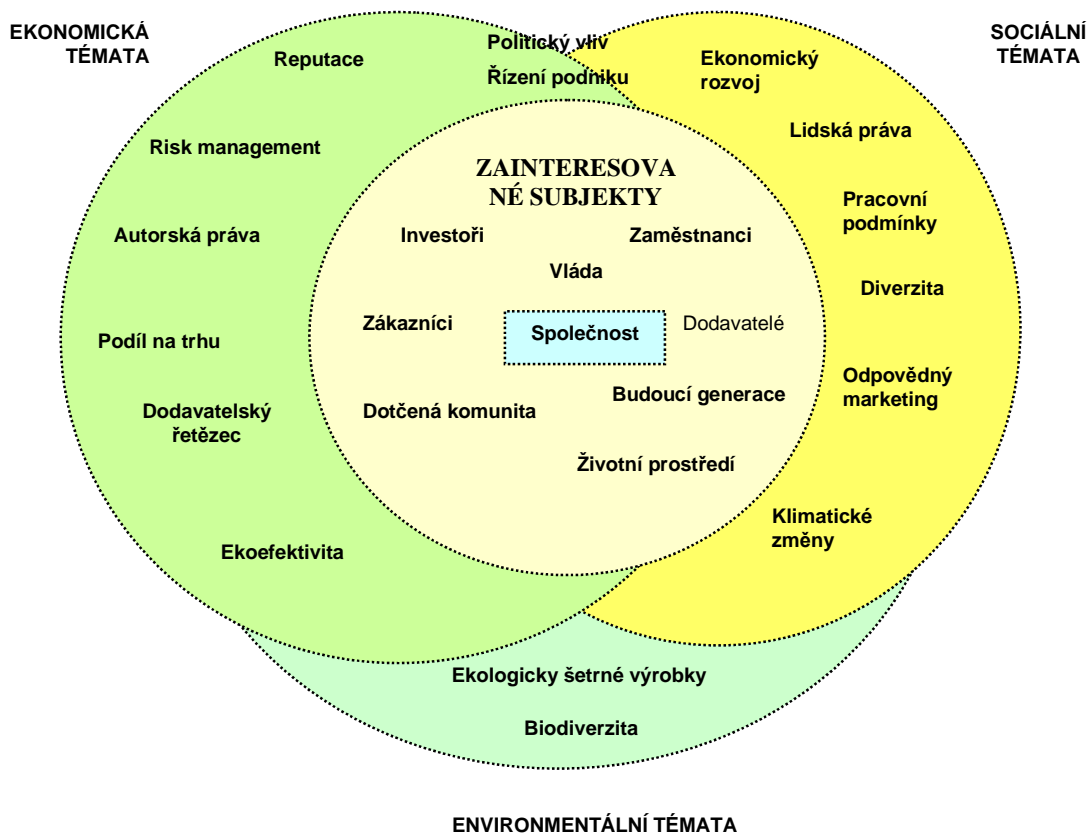 EKONOMICKÁ
TÉMATA
SOCIÁLNÍ
TÉMATA
Politický vliv
Řízení podniku
Reputace
Ekonomický
rozvoj
Risk management
Lidská práva
ZAINTERESOVA
NÉ SUBJEKTY
Pracovní
podmínky
Autorská práva
Investoři
Zaměstnanci
Vláda
Diverzita
Podíl na trhu
Zákazníci
Společnost
Dodavatelé
Odpovědný
marketing
Dodavatelský
řetězec
Dotčená komunita
Budoucí generace
Životní prostředí
Klimatické
změny
Ekoefektivita
Ekologicky šetrné výrobky
Biodiverzita
ENVIRONMENTÁLNÍ TÉMATA